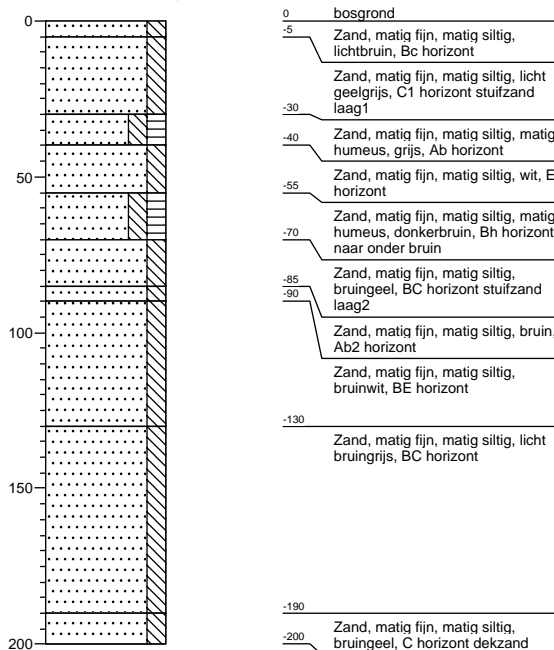 0
50
100
150
200
0
bosgrond
-5
Zand, matig fijn, matig siltig,
lichtbruin, Bc horizont
Zand, matig fijn, matig siltig, licht
geelgrijs, C1 horizont stuifzand
laag1
-30
Zand, matig fijn, matig siltig, matig
humeus, grijs, Ab horizont
-40
Zand, matig fijn, matig siltig, wit, E
horizont
-55
Zand, matig fijn, matig siltig, matig
humeus, donkerbruin, Bh horizont
naar onder bruin
-70
Zand, matig fijn, matig siltig,
bruingeel, BC horizont stuifzand
laag2
-85
Zand, matig fijn, matig siltig, bruin,
Ab2 horizont
-90
Zand, matig fijn, matig siltig,
bruinwit, BE horizont
-130
Zand, matig fijn, matig siltig, licht
bruingrijs, BC horizont
-190
Zand, matig fijn, matig siltig,
bruingeel, C horizont dekzand
-200